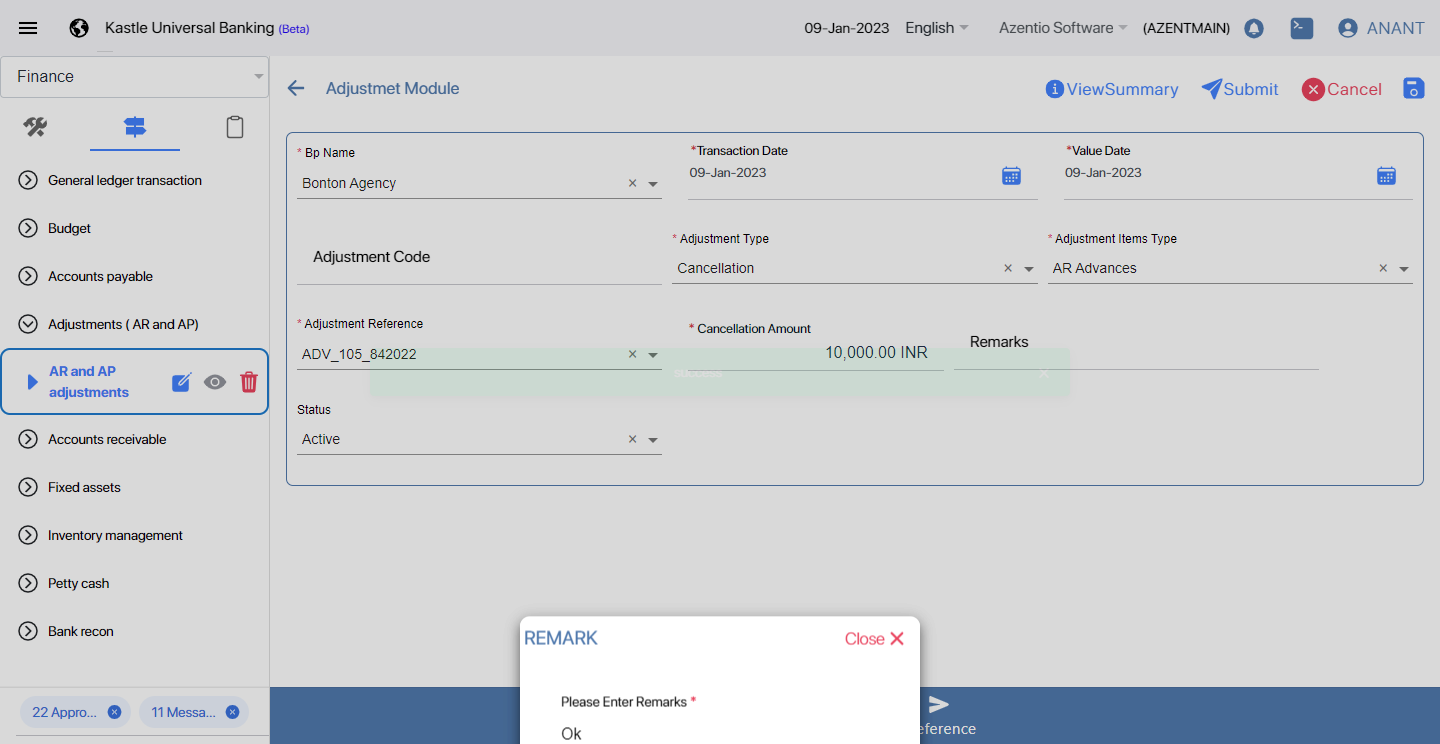 Kastle Universal Banking (Beta)
09-Jan-2023
English
Azentio Software
(AZENTMAIN)
ANANT
Finance
Adjustmet Module
ViewSummary
Submit
Cancel
General ledger transaction
Budget
Accounts payable
Adjustments ( AR and AP)
AR and AP
adjustments
Accounts receivable
Fixed assets
Inventory management
Petty cash
Bank recon
22 Appro...
11 Messa...
* Bp Name
Bonton Agency
*Transaction Date
09-Jan-2023
*Value Date
09-Jan-2023
Adjustment Code
* Adjustment Type
Cancellation
* Adjustment Items Type
AR Advances
* Adjustment Reference
ADV_105_842022
* Cancellation Amount
10,000.00 INR
Remarks
Success
Status
Active
REMARK
Close
Please Enter Remarks *
Ok
eference